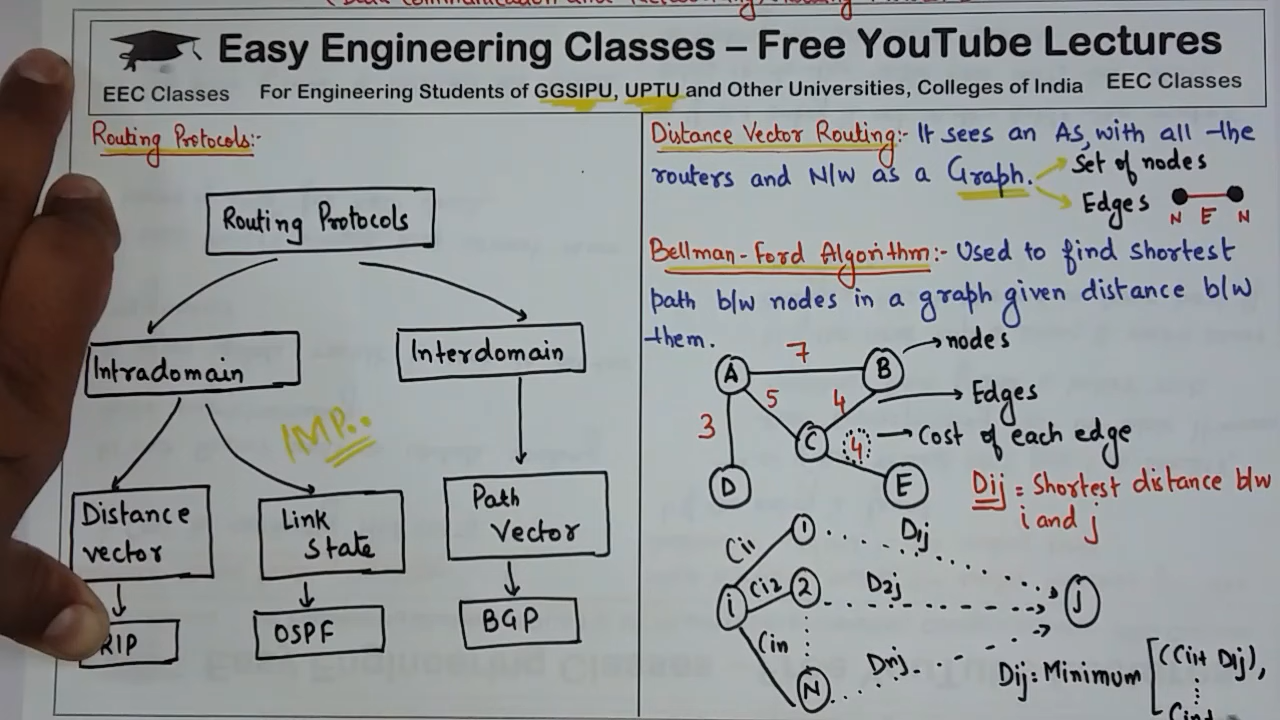 Easy Engineering Classes – Free YouTube Lectures
EEC Classes
For Engineering Students of GGSIPU, UPTU and Other Universities, Colleges of India
EEC Classes
Routing Protocols:-
Routing Protocols
Intradomain
Interdomain
IMP..
Distance
vector
Link
State
Path
Vector
RIP
OSPF
BGP
Distance Vector Routing:- It sees an AS, with all the
routers and N/W as a Graph.
Set of nodes
Edges
N E N
Bellman-Ford Algorithm:- Used to find shortest
path b/w nodes in a graph given distance b/w
them.
A 7 B
nodes
3 5 4
Edges
C 4
Cost of each edge
D E
Dij = Shortest distance b/w
i and j
Ci1 1 Dij
i Ci2 2 D2j j
Cin
N Dnj
Dij = Minimum [(Ci1+ Dij),